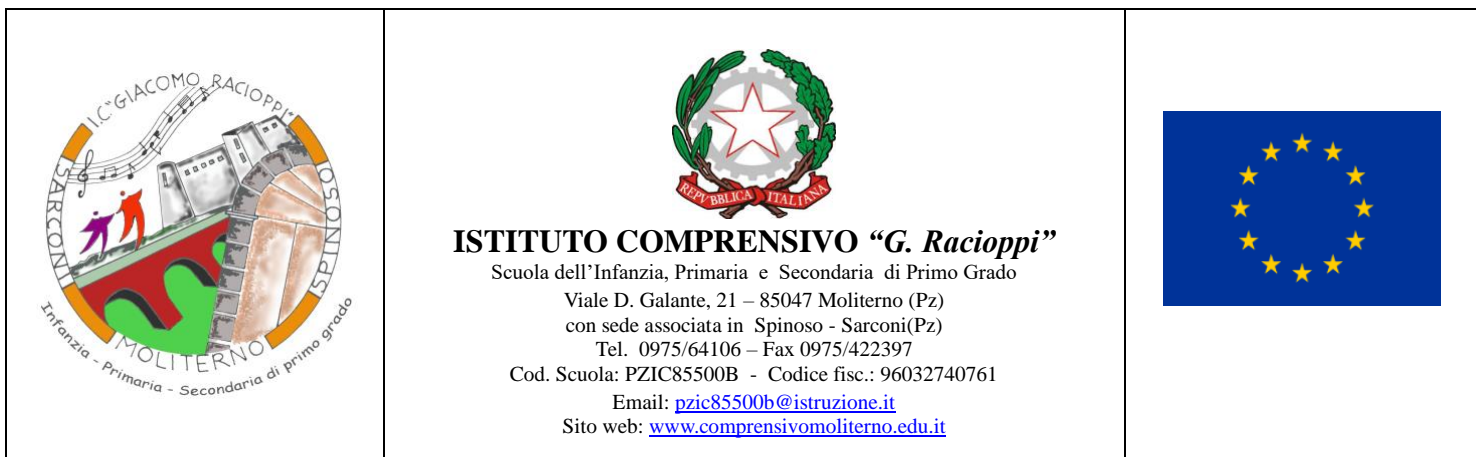 I.C."GIACOMO RACIOPPI"
SARCONI
SPINOSO
MOLITERNO
Infanzia - Primaria - Secondaria di primo grado
REPVBBLICA ITALIANA
ISTITUTO COMPRENSIVO “G. Racioppi”
Scuola dell’Infanzia, Primaria e Secondaria di Primo Grado
Viale D. Galante, 21 – 85047 Moliterno (Pz)
con sede associata in Spinoso - Sarconi(Pz)
Tel. 0975/64106 – Fax 0975/422397
Cod. Scuola: PZIC85500B - Codice fisc.: 96032740761
Email: pzic85500b@istruzione.it
Sito web: www.comprensivomoliterno.edu.it